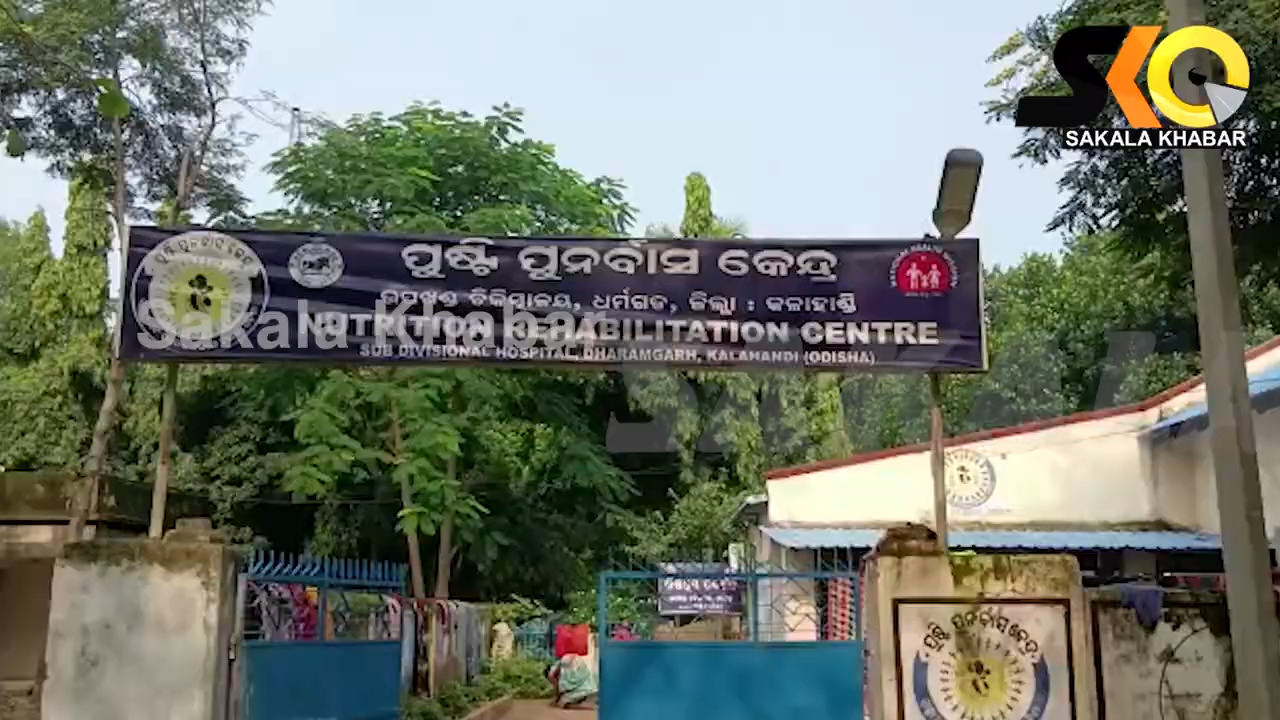 SAKALA KHABAR
ପୁଷ୍ଟି ପୁନର୍ବାସ କେନ୍ଦ୍ର
ଉପଖଣ୍ଡ ଚିକିତ୍ସାଳୟ, ଧର୍ମଗଡ, ଜିଲ୍ଲା : କଳାହାଣ୍ଡି
Sakala Khabar
NUTRITION REHABILITATION CENTRE
SUB DIVISIONAL HOSPITAL, DHARAMGARH, KALAHANDI (ODISHA)
ପୁଷ୍ଟି ପୁନର୍ବାସ କେନ୍ଦ୍ର